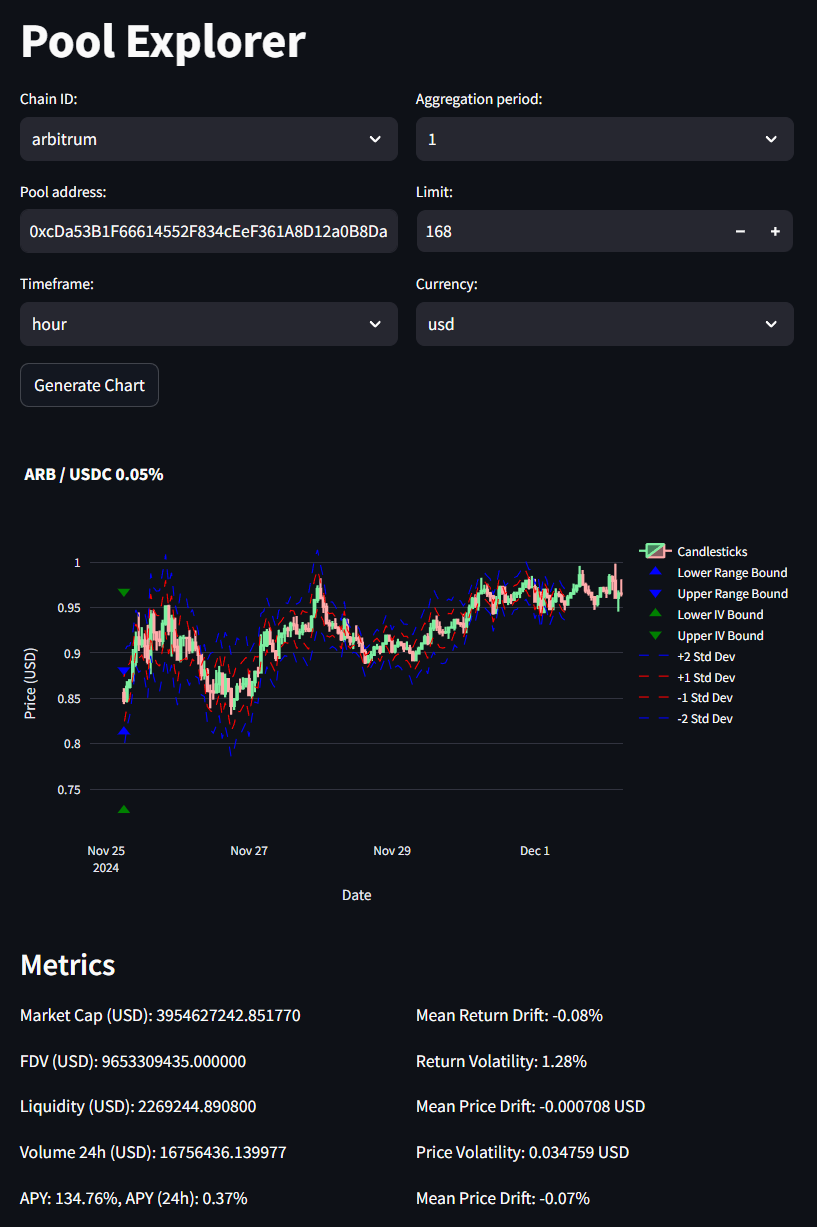 Pool Explorer
Chain ID:
Aggregation period:
arbitrum
1
Pool address:
Limit:
0xcDa53B1F66614552F834cEeF361A8D12a0B8Da
168
Timeframe:
Currency:
hour
usd
Generate Chart
ARB / USDC 0.05%
Candlesticks
Lower Range Bound
Upper Range Bound
Lower IV Bound
Upper IV Bound
+2 Std Dev
+1 Std Dev
-1 Std Dev
-2 Std Dev
1
0.95
0.9
0.85
0.8
0.75
Price (USD)
Nov 25
2024
Nov 27
Nov 29
Dec 1
Date
Metrics
Market Cap (USD): 3954627242.851770
Mean Return Drift: -0.08%
FDV (USD): 9653309435.000000
Return Volatility: 1.28%
Liquidity (USD): 2269244.890800
Mean Price Drift: -0.000708 USD
Volume 24h (USD): 16756436.139977
Price Volatility: 0.034759 USD
APY: 134.76%, APY (24h): 0.37%
Mean Price Drift: -0.07%